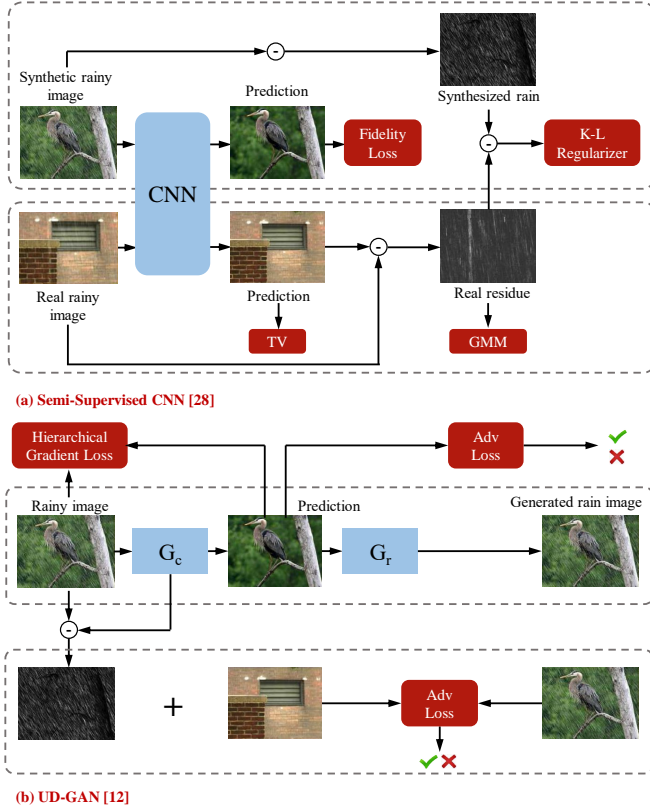 Synthetic rainy
image
Prediction
Synthesized rain
-
Fidelity
Loss
-
K-L
Regularizer
CNN
-
Real rainy
image
Prediction
Real residue
TV
GMM
(a) Semi-Supervised CNN [28]
Hierarchical
Gradient Loss
Adv
Loss
Rainy image
Prediction
Generated rain image
G_c
G_r
-
+
Adv
Loss
(b) UD-GAN [12]